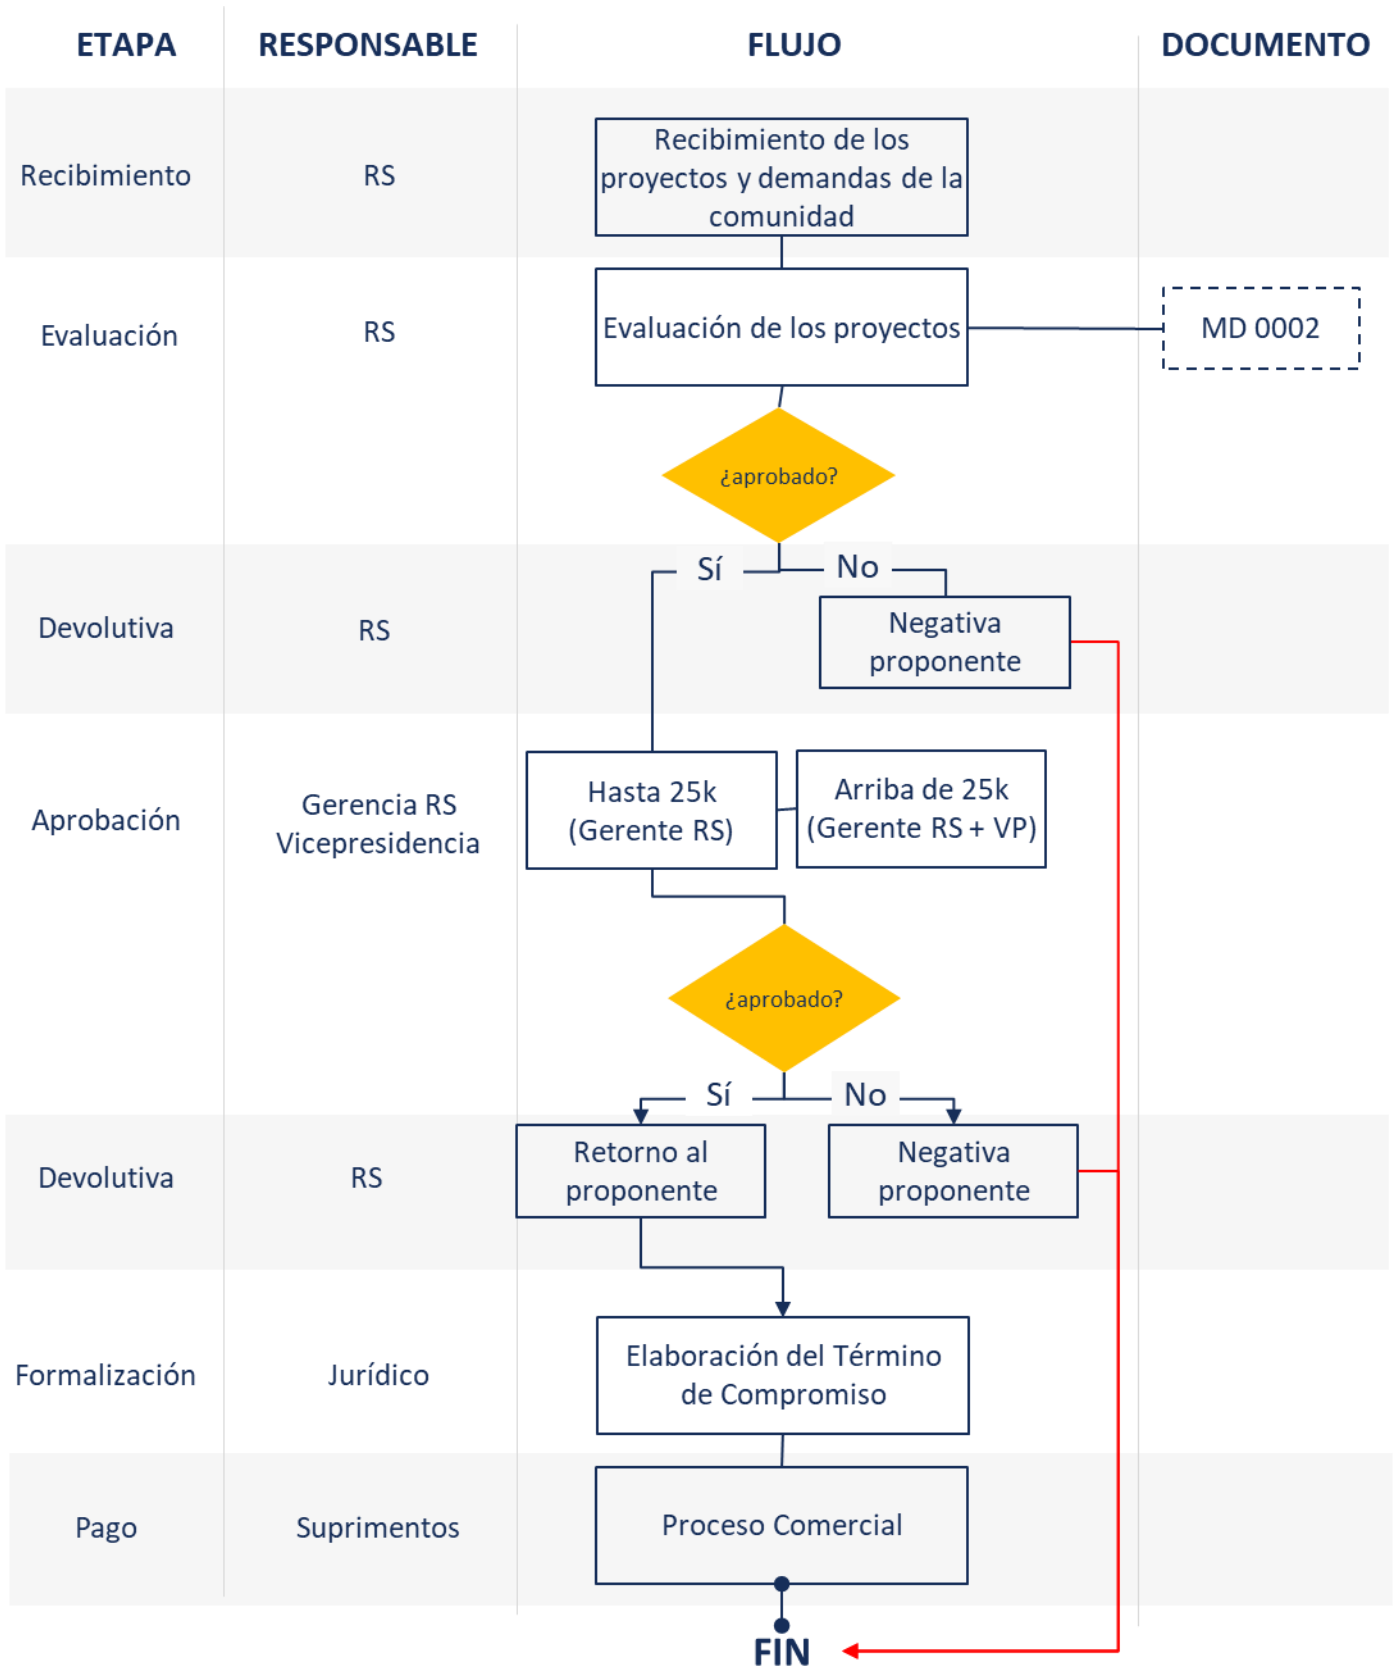 ETAPA RESPONSABLE FLUJO DOCUMENTO
Recibimiento
RS
Recibimiento de los
proyectos y demandas de la
comunidad
Evaluación
RS
Evaluación de los proyectos
MD 0002
¿aprobado?
Sí
No
Devolutiva
RS
Negativa
proponente
Aprobación
Gerencia RS
Vicepresidencia
Hasta 25k
(Gerente RS)
Arriba de 25k
(Gerente RS + VP)
¿aprobado?
Sí
No
Devolutiva
RS
Retorno al
proponente
Negativa
proponente
Formalización
Jurídico
Elaboración del Término
de Compromiso
Pago
Suprimentos
Proceso Comercial
FIN